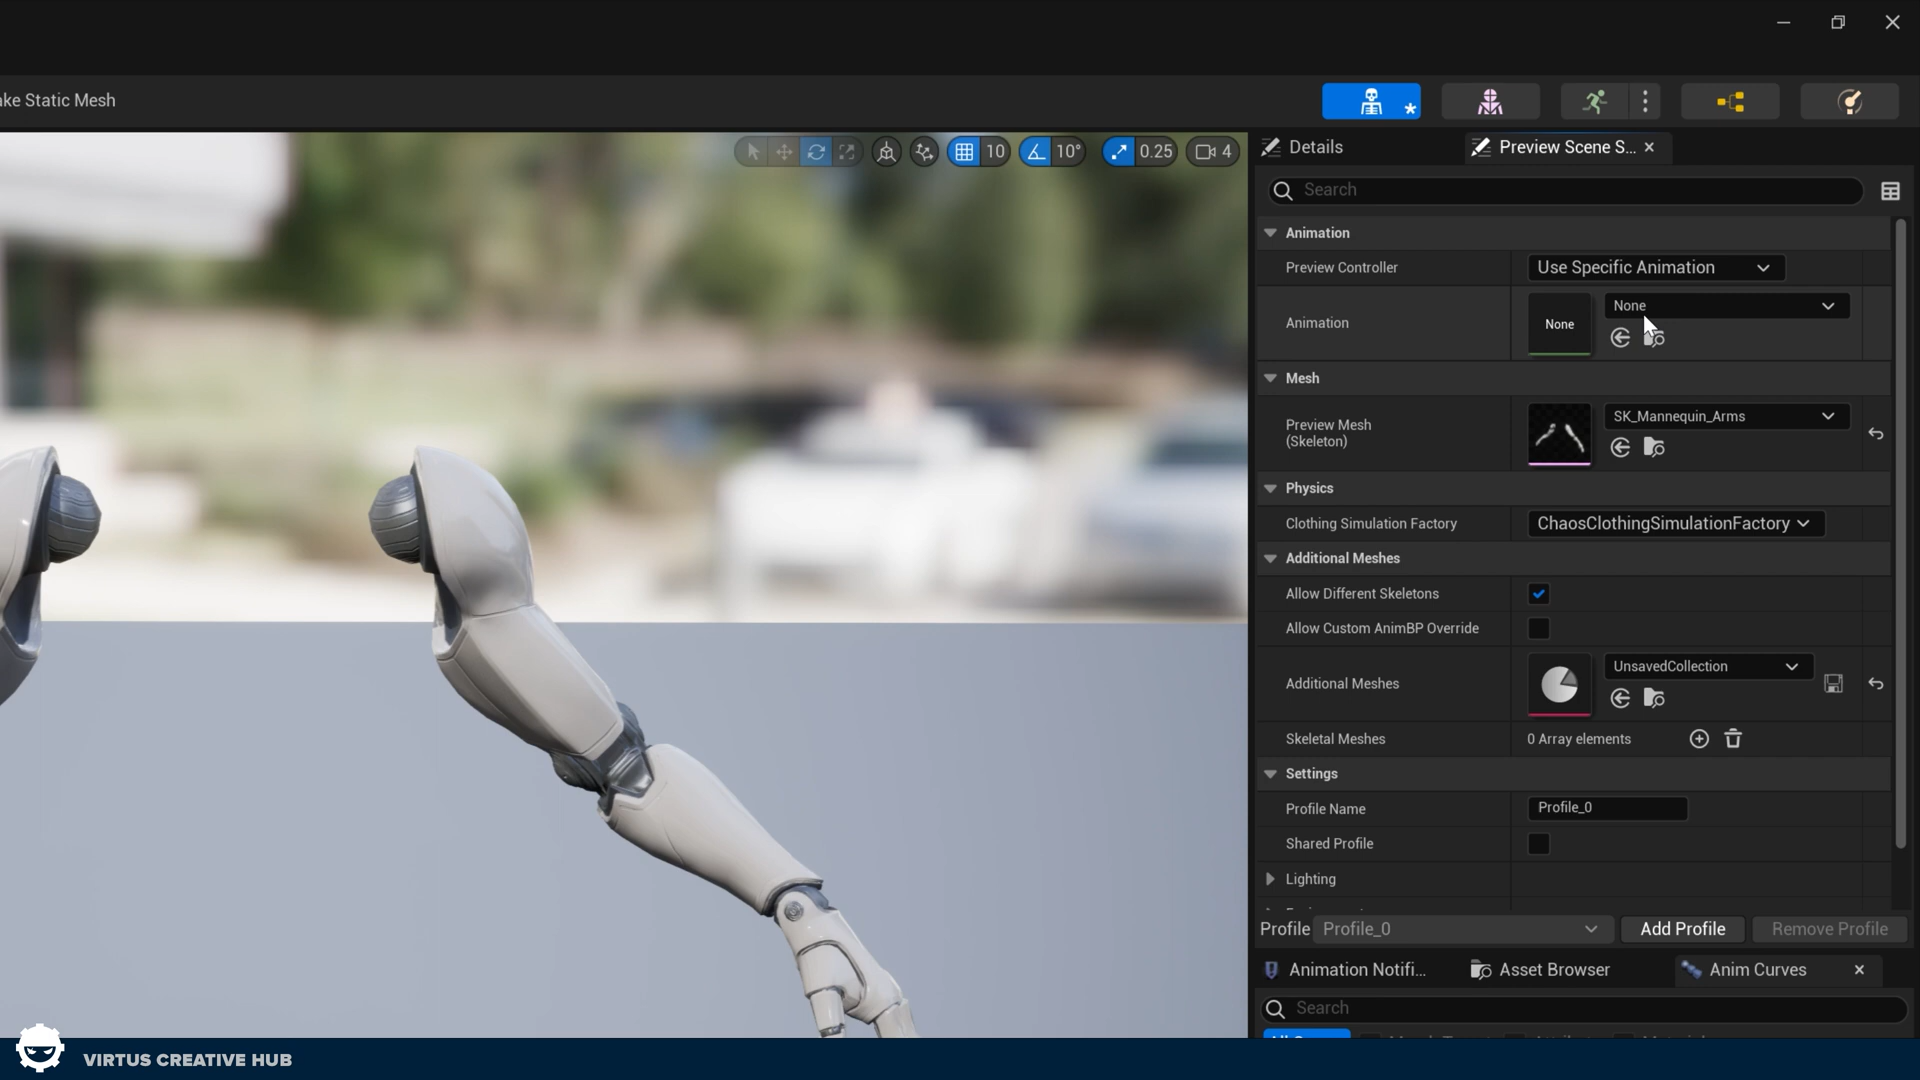 ake Static Mesh
10
10°
0.25
4
Details
Preview Scene S...
Search
Animation
Preview Controller
Use Specific Animation
Animation
None
None
Mesh
Preview Mesh
(Skeleton)
SK_Mannequin_Arms
Physics
Clothing Simulation Factory
ChaosClothingSimulationFactory
Additional Meshes
Allow Different Skeletons
Allow Custom AnimBP Override
Additional Meshes
UnsavedCollection
Skeletal Meshes
0 Array elements
Settings
Profile Name
Profile_0
Shared Profile
Lighting
Profile
Profile_0
Add Profile
Remove Profile
Animation Notifi...
Asset Browser
Anim Curves
Search
VIRTUS CREATIVE HUB